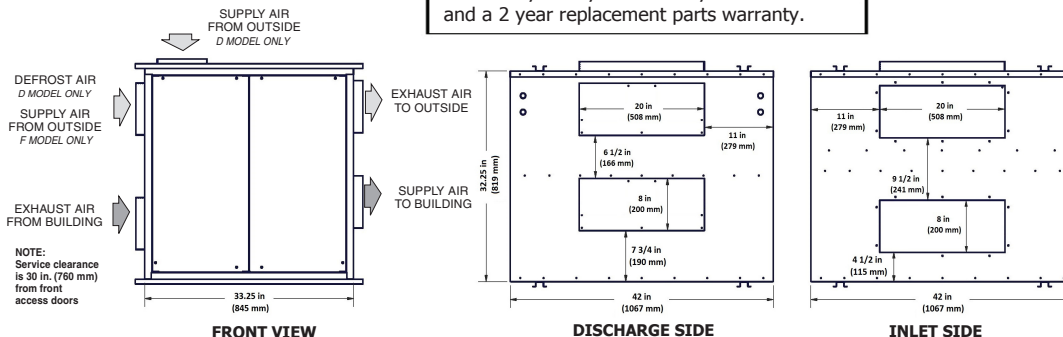 and a 2 year replacement parts warranty.
SUPPLY AIR
FROM OUTSIDE
D MODEL ONLY
DEFROST AIR
D MODEL ONLY
SUPPLY AIR
FROM OUTSIDE
F MODEL ONLY
EXHAUST AIR
FROM BUILDING
NOTE:
Service clearance
is 30 in. (760 mm)
from front
access doors
EXHAUST AIR
TO OUTSIDE
SUPPLY AIR
TO BUILDING
33.25 in
(845 mm)
FRONT VIEW
32.25 in
(819 mm)
20 in
(508 mm)
11 in
(279 mm)
6 1/2 in
(166 mm)
8 in
(200 mm)
7 3/4 in
(190 mm)
42 in
(1067 mm)
DISCHARGE SIDE
11 in
(279 mm)
20 in
(508 mm)
9 1/2 in
(241 mm)
8 in
(200 mm)
4 1/2 in
(115 mm)
42 in
(1067 mm)
INLET SIDE